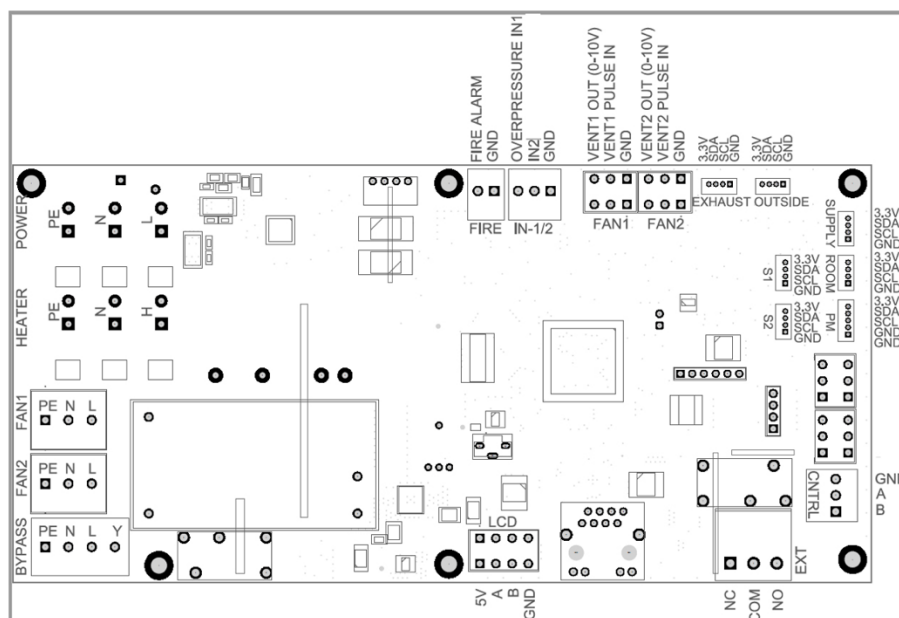 FIRE ALARM
GND
OVERPRESSURE IN1
IN2
GND
VENT1 OUT (0-10V)
VENT1 PULSE IN
GND
VENT2 OUT (0-10V)
VENT2 PULSE IN
GND
3.3V
SDA
SCL
GND
3.3V
SDA
SCL
GND
POWER
PE
N
L
FIRE
IN-1/2
FAN1
FAN2
EXHAUST
OUTSIDE
SUPPLY
3.3V
SDA
SCL
GND
S1
3.3V
SDA
SCL
GND
ROOM
3.3V
SDA
SCL
GND
HEATER
PE
N
H
S2
3.3V
SDA
SCL
GND
PM
3.3V
SDA
SCL
GND
GND
FAN1
PE N L
FAN2
PE N L
CNTRL
GND
A
B
BYPASS
PE N L Y
LCD
5V
A
B
GND
EXT
NC
COM
NO